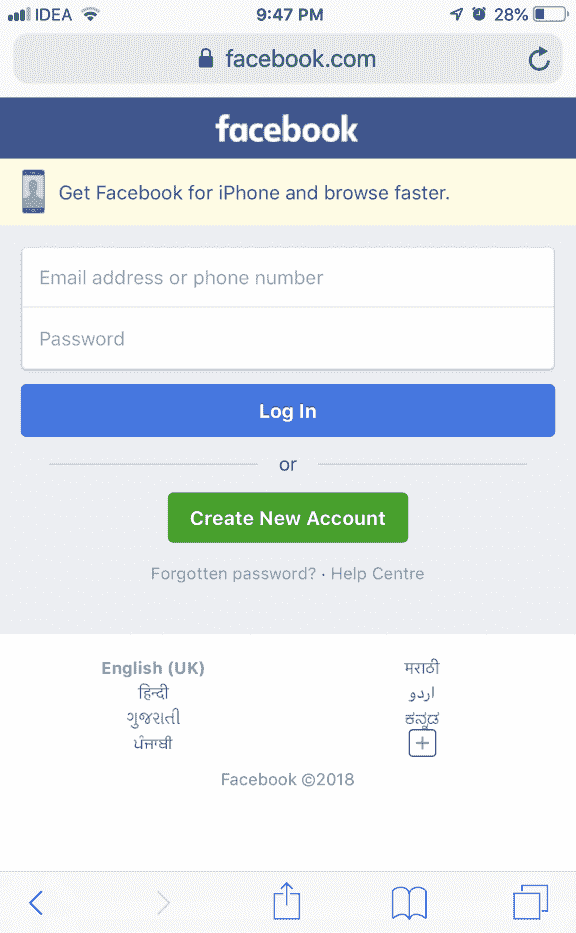 IDEA 9:47 PM 28%
facebook.com
facebook
Get Facebook for iPhone and browse faster.
Email address or phone number
Password
Log In
or
Create New Account
Forgotten password? · Help Centre
English (UK) मराठी
हिन्दी اردو
ગુજરાતી ಕನ್ನಡ
ਪੰਜਾਬੀ
Facebook ©2018